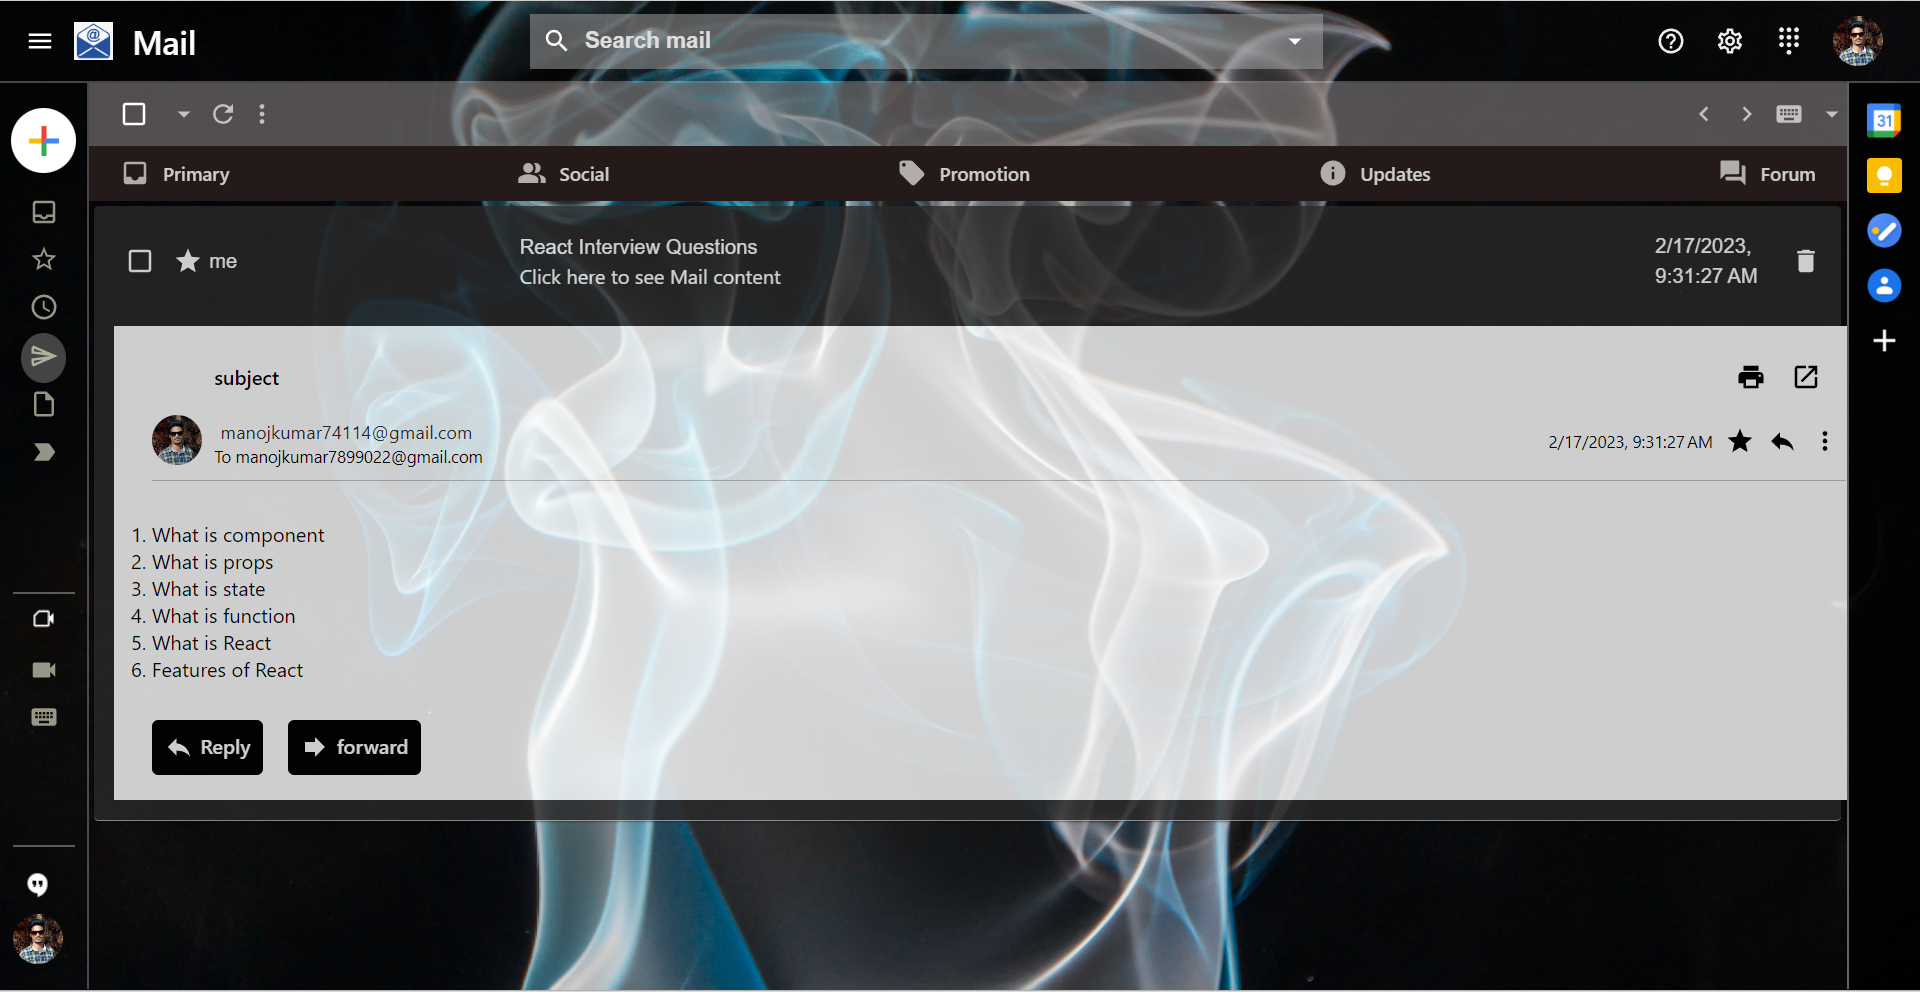 Mail
Search mail
Primary Social Promotion Updates Forum
31
me
React Interview Questions
Click here to see Mail content
2/17/2023,
9:31:27 AM
subject
manojkumar74114@gmail.com
To manojkumar7899022@gmail.com
2/17/2023, 9:31:27 AM
1. What is component
2. What is props
3. What is state
4. What is function
5. What is React
6. Features of React
Reply forward